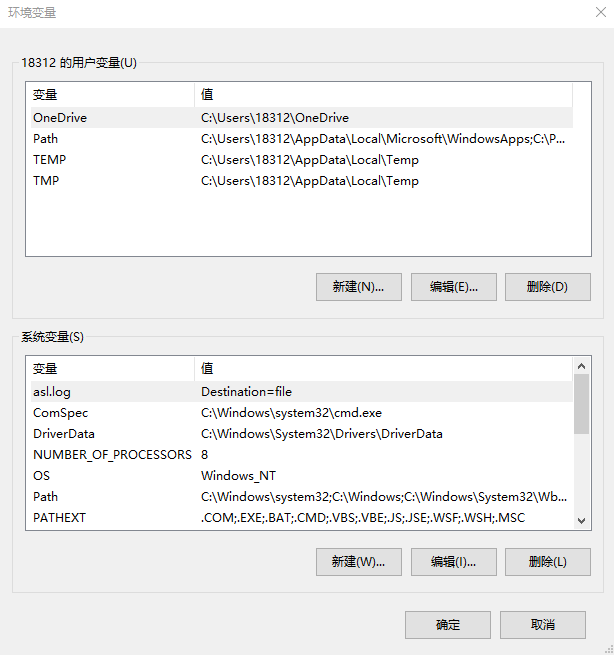 环境变量
18312 的用户变量(U)
变量 值
OneDrive C:\Users\18312\OneDrive
Path C:\Users\18312\AppData\Local\Microsoft\WindowsApps;C:\P...
TEMP C:\Users\18312\AppData\Local\Temp
TMP C:\Users\18312\AppData\Local\Temp
新建(N)... 编辑(E)... 删除(D)
系统变量(S)
变量 值
asl.log Destination=file
ComSpec C:\Windows\system32\cmd.exe
DriverData C:\Windows\System32\Drivers\DriverData
NUMBER_OF_PROCESSORS 8
OS Windows_NT
Path C:\Windows\system32;C:\Windows;C:\Windows\System32\Wb...
PATHEXT .COM;.EXE;.BAT;.CMD;.VBS;.VBE;.JS;.JSE;.WSF;.WSH;.MSC
新建(W)... 编辑(I)... 删除(L)
确定 取消